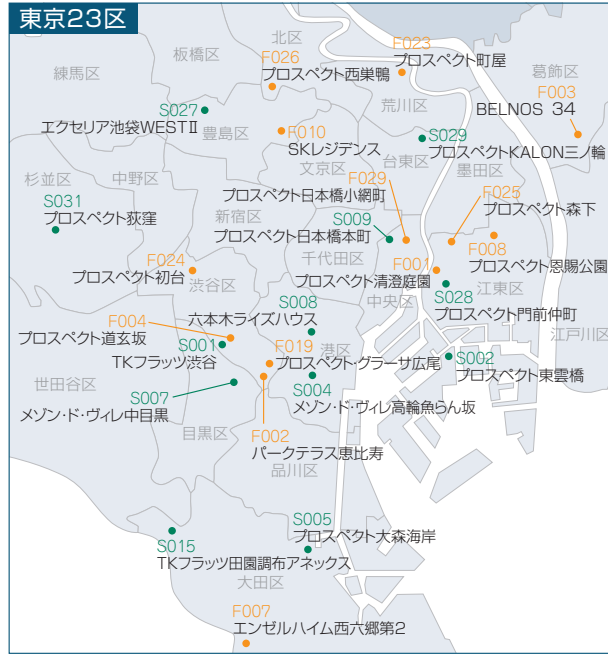 東京23区
北区
F026
プロスペクト西巣鴨
F023
プロスペクト町屋
板橋区
練馬区
葛飾区
F003
BELNOS 34
荒川区
S027
エクセリア池袋WESTⅡ
豊島区
F010
SKレジデンス
文京区
S029
プロスペクトKALON三ノ輪
台東区
墨田区
杉並区
中野区
S031
プロスペクト荻窪
新宿区
F029
プロスペクト日本橋小網町
S009
プロスペクト日本橋本町
F025
プロスペクト森下
千代田区
F008
プロスペクト恩賜公園
F024
プロスペクト初台
渋谷区
F001
プロスペクト清澄庭園
中央区
江東区
S028
プロスペクト門前仲町
江戸川区
S008
六本木ライズハウス
F004
プロスペクト道玄坂
S001
TKフラッツ渋谷
港区
F019
プロスペクト・グラーサ広尾
S002
プロスペクト東雲橋
世田谷区
S007
メゾン・ド・ヴィレ中目黒
S004
メゾン・ド・ヴィレ高輪魚らん坂
目黒区
F002
パークテラス恵比寿
品川区
S005
プロスペクト大森海岸
S015
TKフラッツ田園調布アネックス
大田区
F007
エンゼルハイム西六郷第2